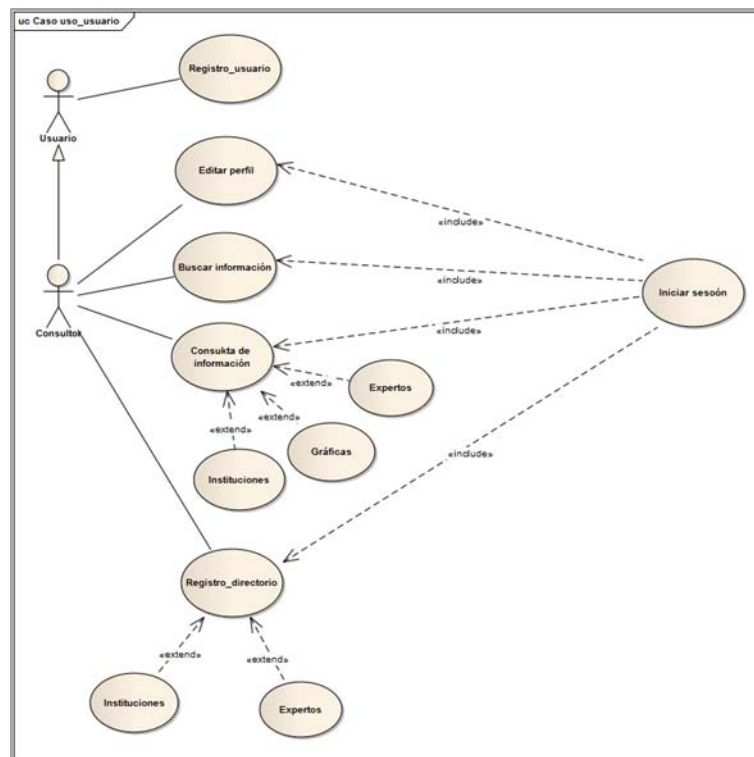 uc Caso uso_usuario
Registro_usuario
Usuario
Editar perfil
«include»
Buscar información
«include»
Iniciar sesoón
Consultor
Consukta de
información
«include»
«extend»
Expertos
«extend»
«extend»
Gráficas
Instituciones
«include»
Registro_directorio
«extend»
«extend»
Instituciones
Expertos